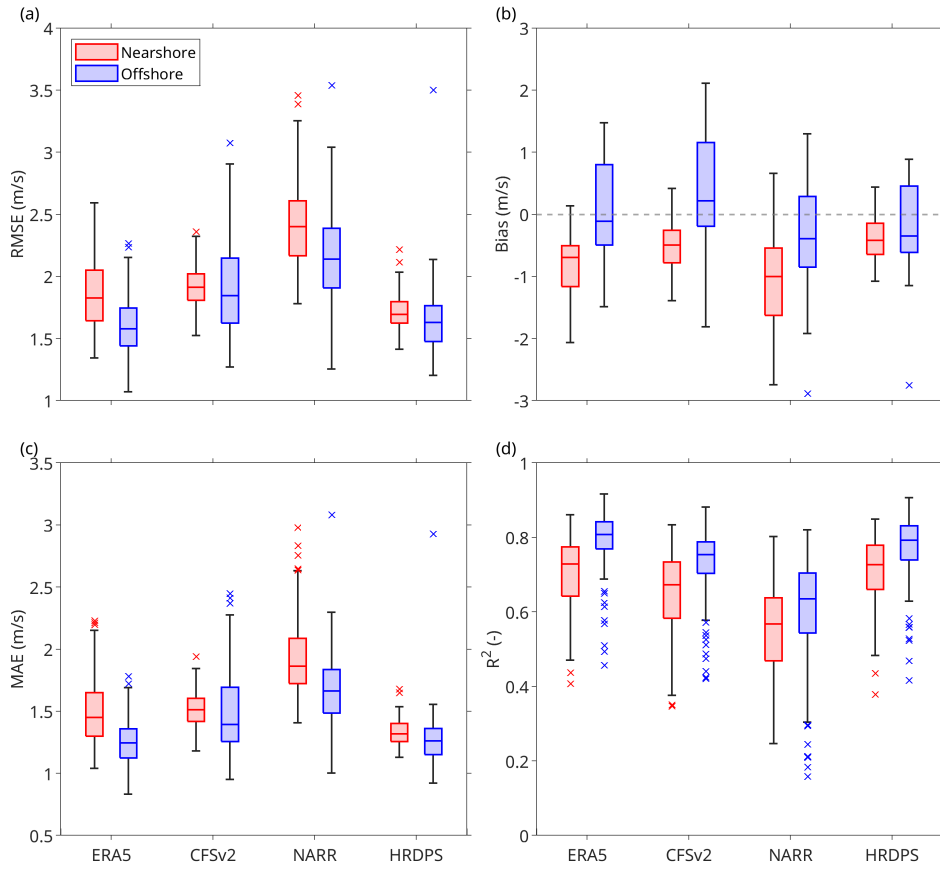 (a)
RMSE (m/s)
4
3.5
3
2.5
2
1.5
1
Nearshore
Offshore
(b)
Bias (m/s)
3
2
1
0
-1
-2
-3
(c)
MAE (m/s)
3.5
3
2.5
2
1.5
1
0.5
ERA5 CFSv2 NARR HRDPS
(d)
R² (-)
1
0.8
0.6
0.4
0.2
0
ERA5 CFSv2 NARR HRDPS